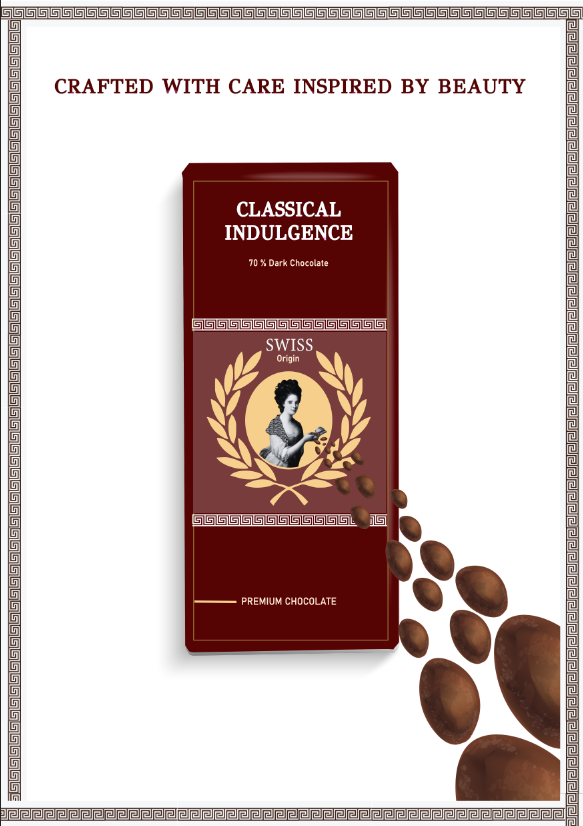 CRAFTED WITH CARE INSPIRED BY BEAUTY
CLASSICAL
INDULGENCE
70 % Dark Chocolate
SWISS
Origin
PREMIUM CHOCOLATE